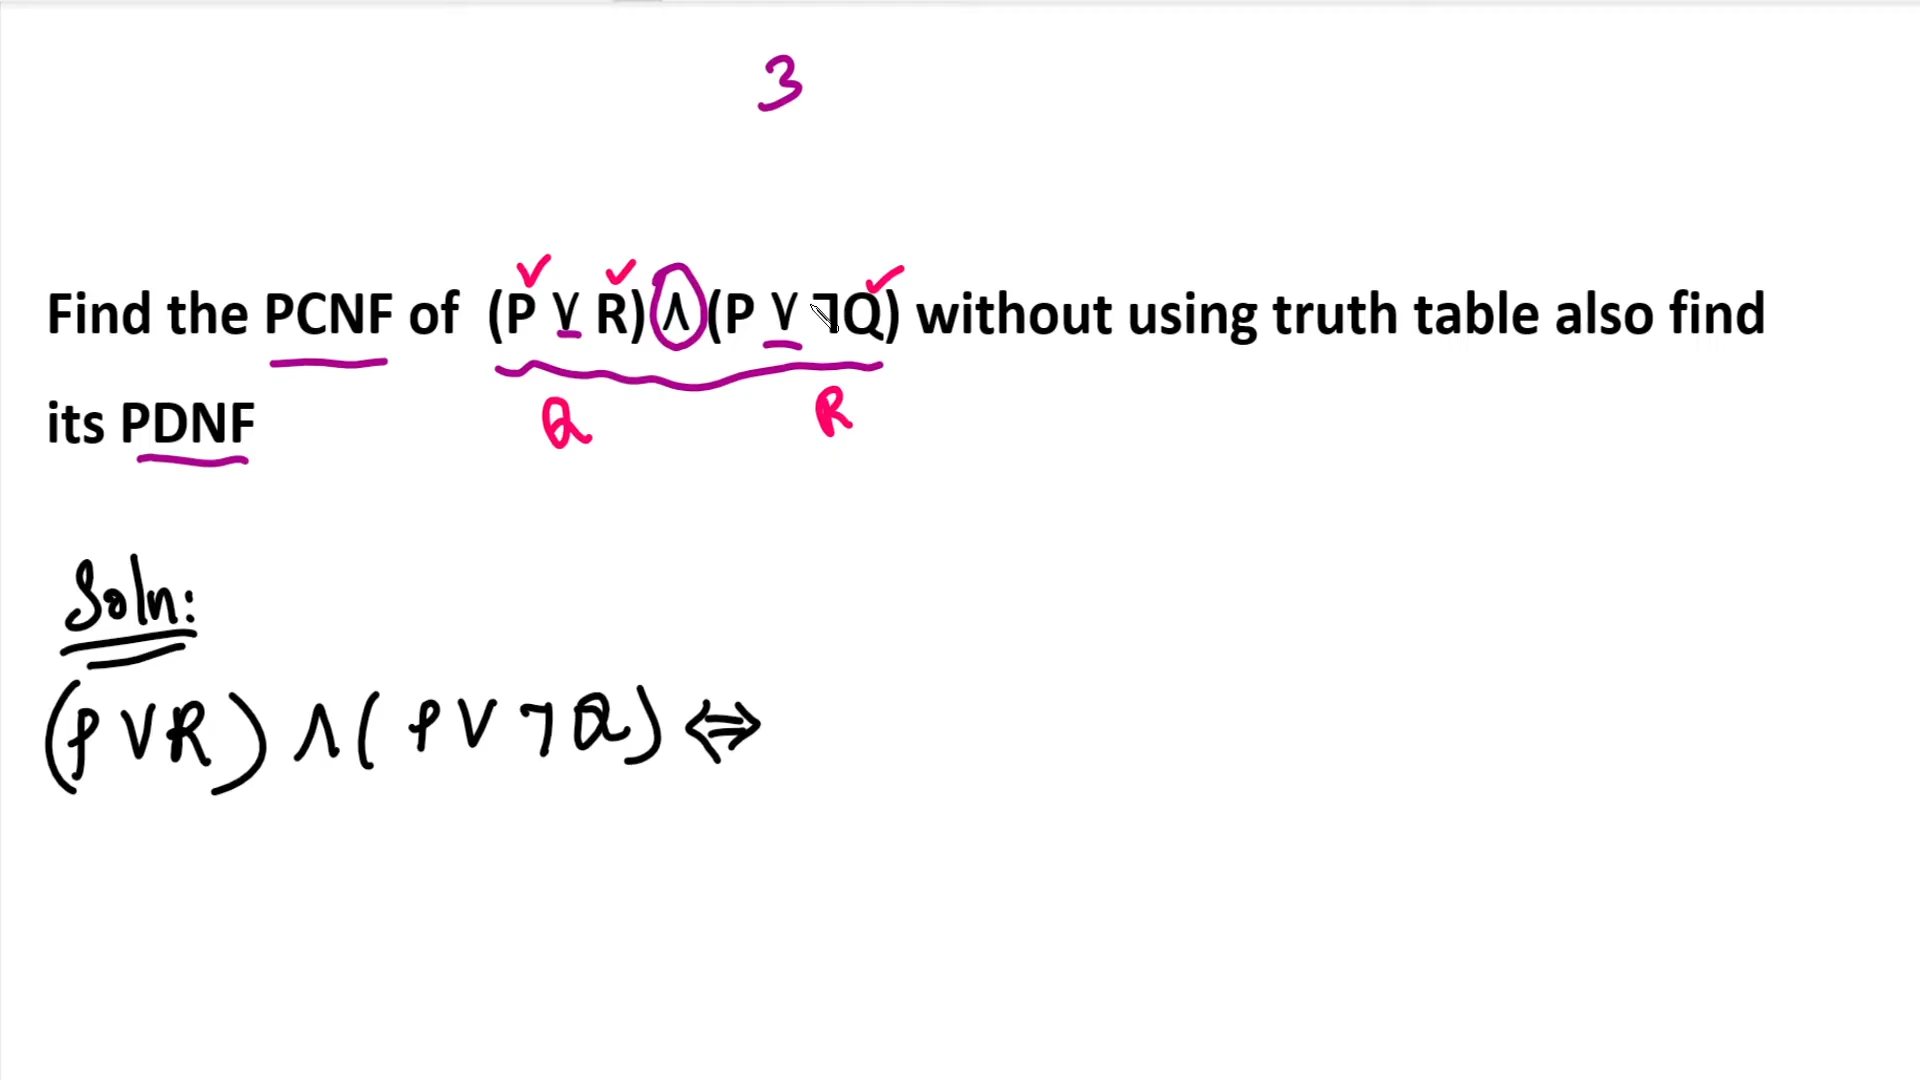 3
Find the PCNF of (P ∨ R) ∧ (P ∨ ¬Q) without using truth table also find
its PDNF
Q R
Soln:
(P ∨ R) ∧ (P ∨ ¬ Q) ⇔